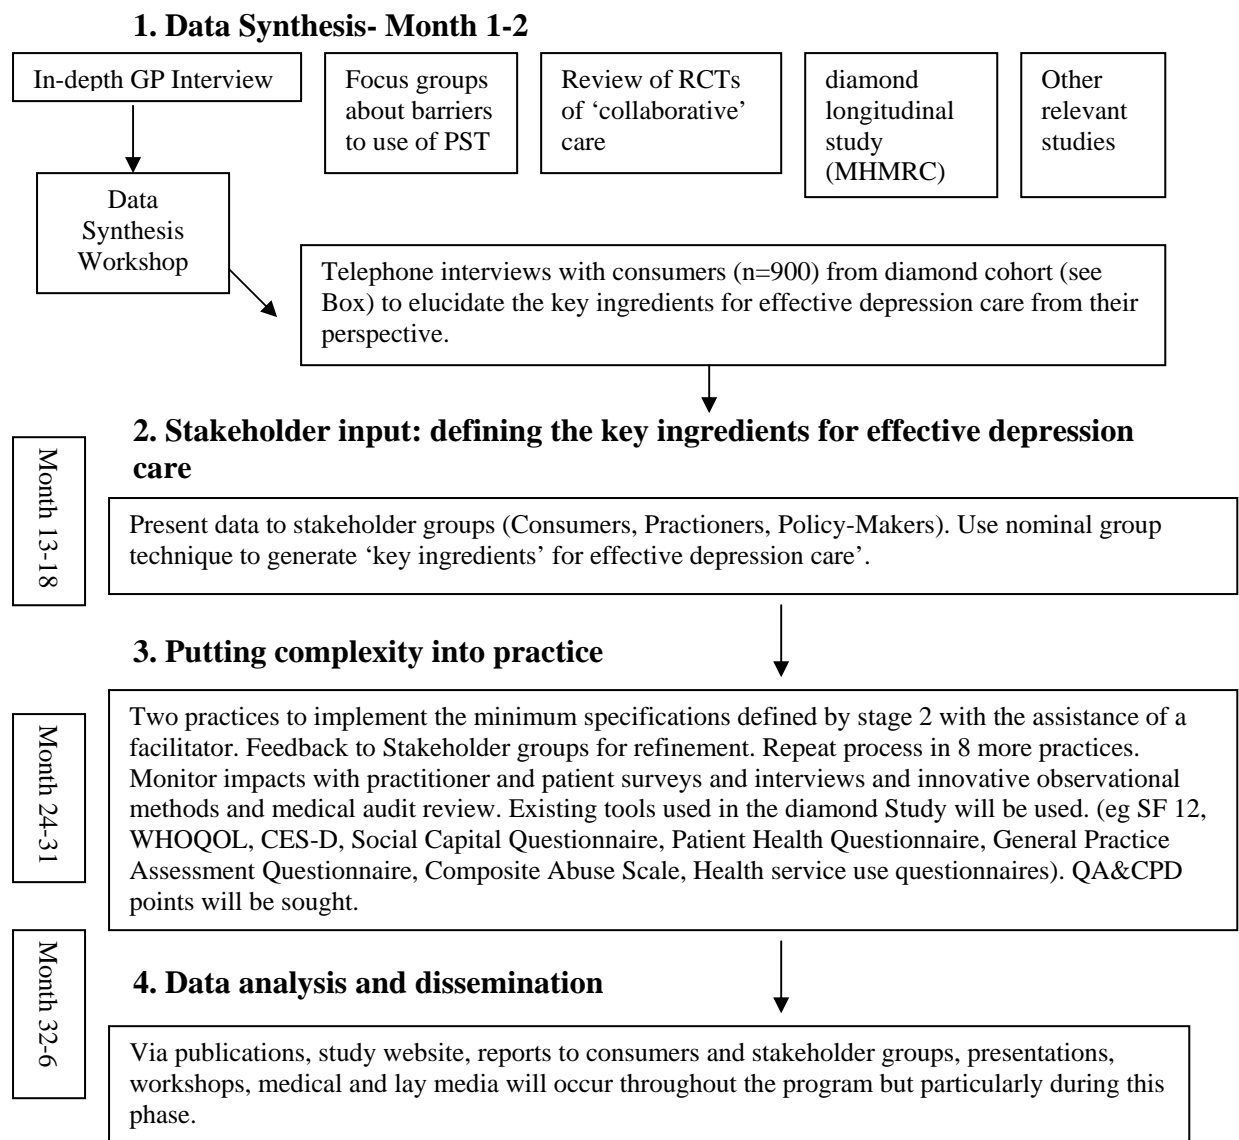 1. Data Synthesis- Month 1-2
In-depth GP Interview
Focus groups
about barriers
to use of PST
Review of RCTs
of ‘collaborative’
care
diamond
longitudinal
study
(MHMRC)
Other
relevant
studies
Data
Synthesis
Workshop
Telephone interviews with consumers (n=900) from diamond cohort (see
Box) to elucidate the key ingredients for effective depression care from their
perspective.
2. Stakeholder input: defining the key ingredients for effective depression
care
Month 13-18
Present data to stakeholder groups (Consumers, Practioners, Policy-Makers). Use nominal group
technique to generate ‘key ingredients’ for effective depression care’.
3. Putting complexity into practice
Month 24-31
Two practices to implement the minimum specifications defined by stage 2 with the assistance of a
facilitator. Feedback to Stakeholder groups for refinement. Repeat process in 8 more practices.
Monitor impacts with practitioner and patient surveys and interviews and innovative observational
methods and medical audit review. Existing tools used in the diamond Study will be used. (eg SF 12,
WHOQOL, CES-D, Social Capital Questionnaire, Patient Health Questionnaire, General Practice
Assessment Questionnaire, Composite Abuse Scale, Health service use questionnaires). QA&CPD
points will be sought.
4. Data analysis and dissemination
Month 32-6
Via publications, study website, reports to consumers and stakeholder groups, presentations,
workshops, medical and lay media will occur throughout the program but particularly during this
phase.